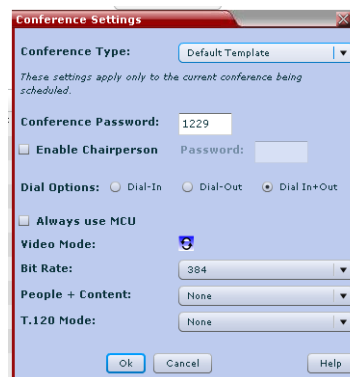 Conference Settings
Conference Type: Default Template
These settings apply only to the current conference being
scheduled.
Conference Password: 1229
Enable Chairperson Password:
Dial Options: Dial-In Dial-Out Dial In+Out
Always use MCU
Video Mode:
Bit Rate: 384
People + Content: None
T.120 Mode: None
Ok Cancel Help